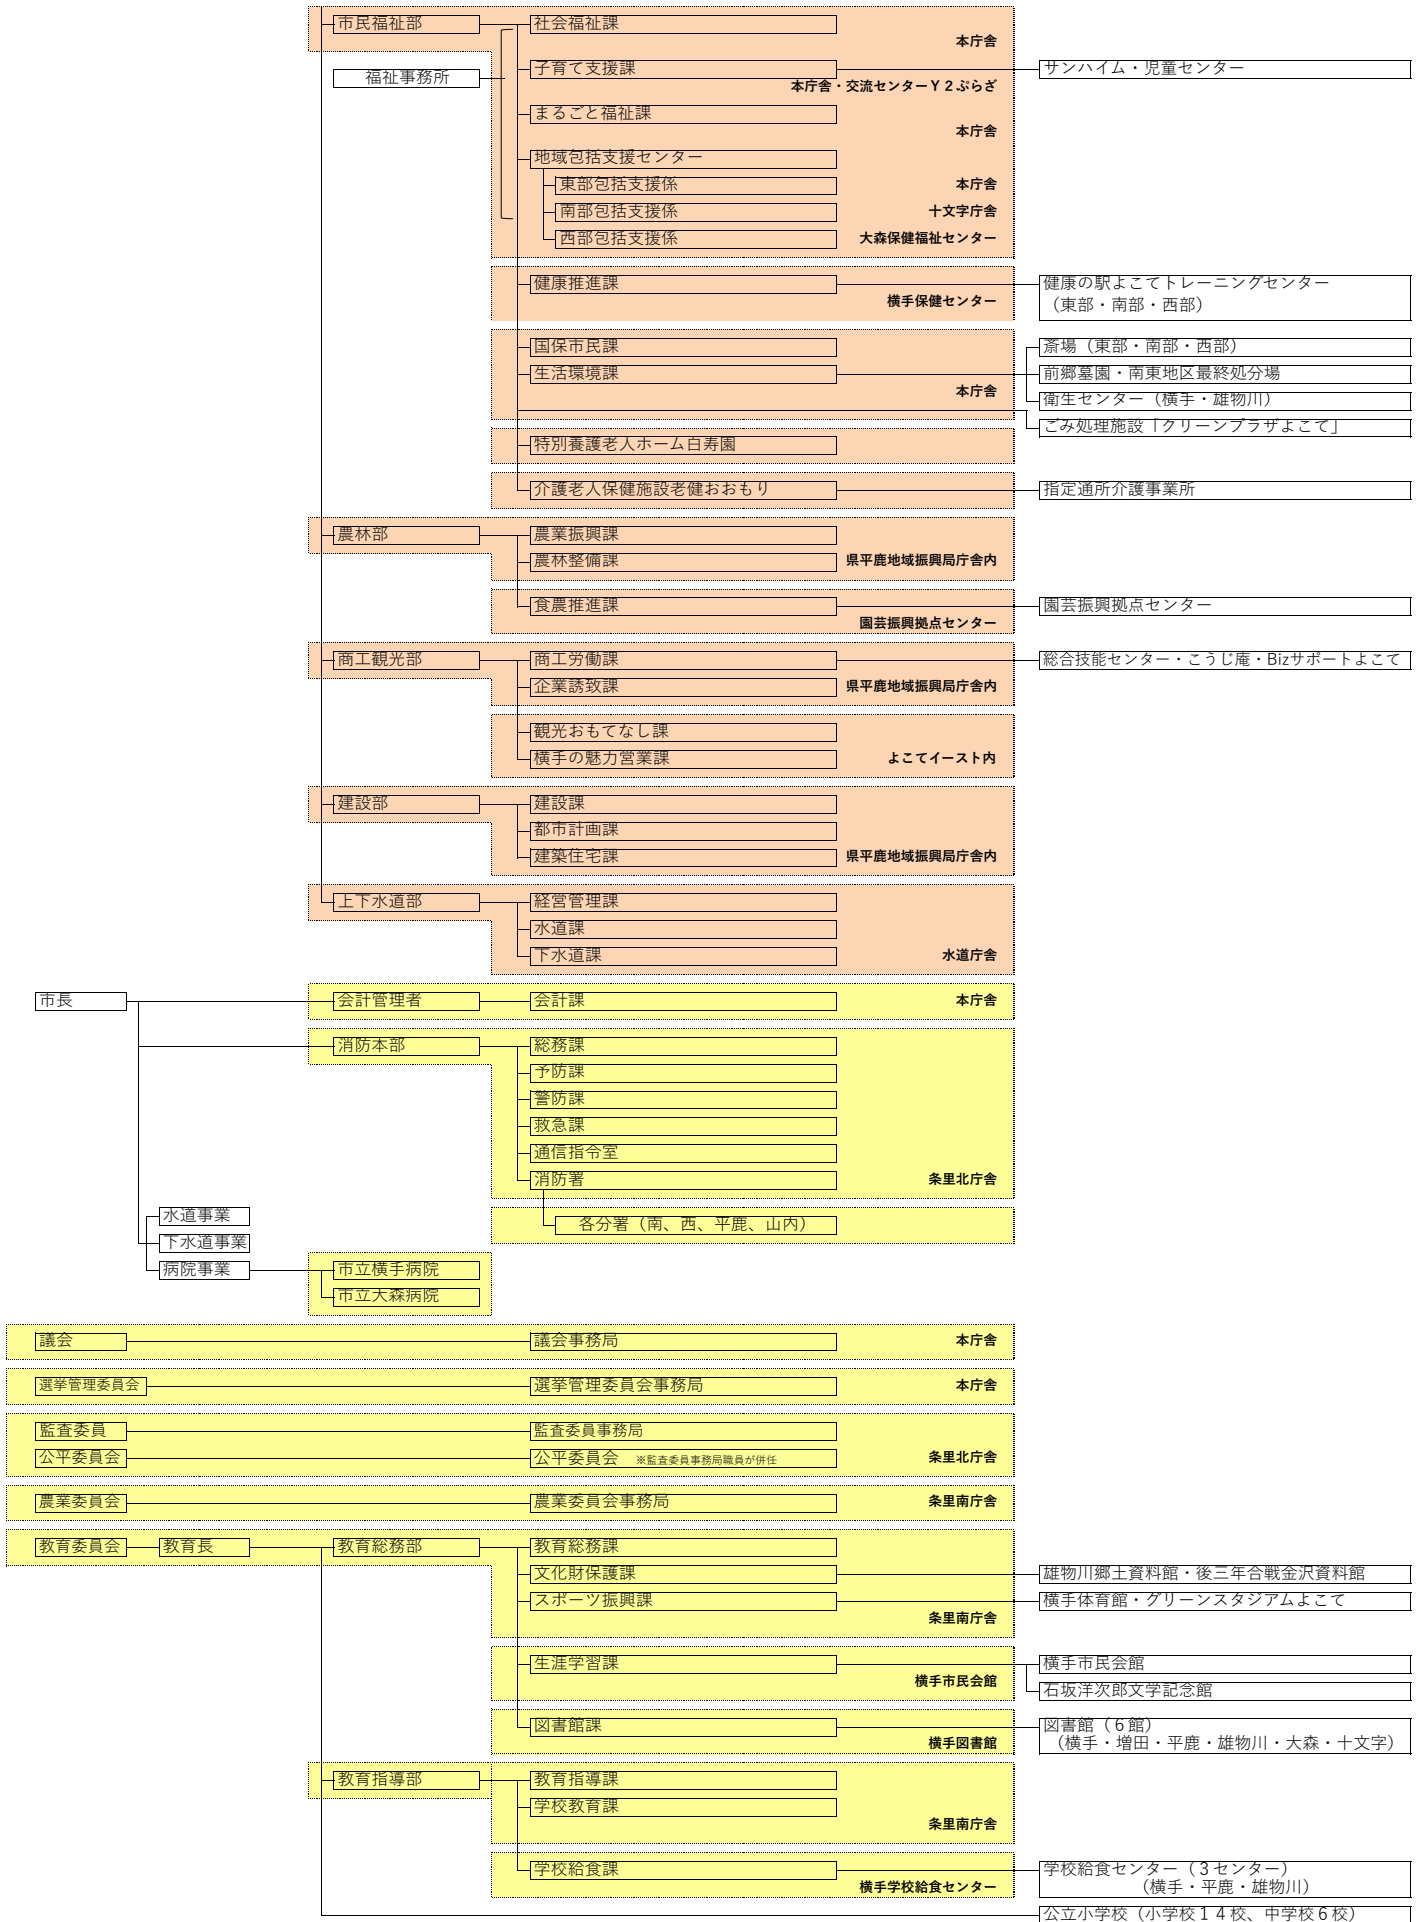 市民福祉部
社会福祉課
本庁舎
福祉事務所
子育て支援課
サンハイム・児童センター
本庁舎・交流センターＹ２ぷらざ
まるごと福祉課
本庁舎
地域包括支援センター
東部包括支援係
本庁舎
南部包括支援係
十文字庁舎
西部包括支援係
大森保健福祉センター
健康推進課
横手保健センター
健康の駅よこてトレーニングセンター
（東部・南部・西部）
国保市民課
斎場（東部・南部・西部）
生活環境課
本庁舎
前郷墓園・南東地区最終処分場
衛生センター（横手・雄物川）
ごみ処理施設「クリーンプラザよこて」
特別養護老人ホーム白寿園
介護老人保健施設老健おおもり
指定通所介護事業所
農林部
農業振興課
農林整備課
県平鹿地域振興局庁舎内
食農推進課
園芸振興拠点センター
園芸振興拠点センター
商工観光部
商工労働課
総合技能センター・こうじ庵・Bizサポートよこて
企業誘致課
県平鹿地域振興局庁舎内
観光おもてなし課
横手の魅力営業課
よこてイースト内
建設部
建設課
都市計画課
建築住宅課
県平鹿地域振興局庁舎内
上下水道部
経営管理課
水道課
下水道課
水道庁舎
市長
会計管理者
会計課
本庁舎
消防本部
総務課
予防課
警防課
救急課
通信指令室
消防署
条里北庁舎
各分署（南、西、平鹿、山内）
水道事業
下水道事業
病院事業
市立横手病院
市立大森病院
議会
議会事務局
本庁舎
選挙管理委員会
選挙管理委員会事務局
本庁舎
監査委員
監査委員事務局
公平委員会
公平委員会　※監査委員事務局職員が併任
条里北庁舎
農業委員会
農業委員会事務局
条里南庁舎
教育委員会
教育長
教育総務部
教育総務課
文化財保護課
雄物川郷土資料館・後三年合戦金沢資料館
スポーツ振興課
横手体育館・グリーンスタジアムよこて
条里南庁舎
生涯学習課
横手市民会館
横手市民会館
石坂洋次郎文学記念館
図書館課
横手図書館
図書館（６館）
（横手・増田・平鹿・雄物川・大森・十文字）
教育指導部
教育指導課
学校教育課
条里南庁舎
学校給食課
横手学校給食センター
学校給食センター（３センター）
（横手・平鹿・雄物川）
公立小学校（小学校１４校、中学校６校）